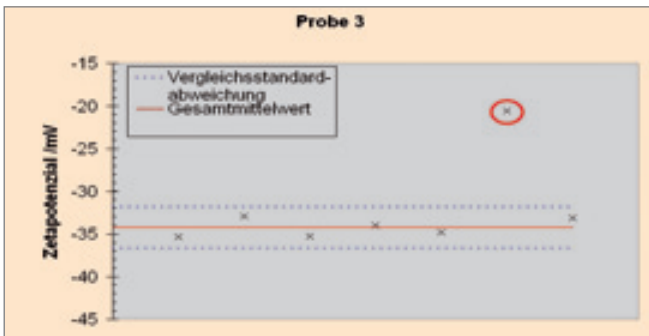 Probe 3
Zetapotenzial /mV
-15
-20
-25
-30
-35
-40
-45
Vergleichsstandard-
abweichung
Gesamtmittelwert